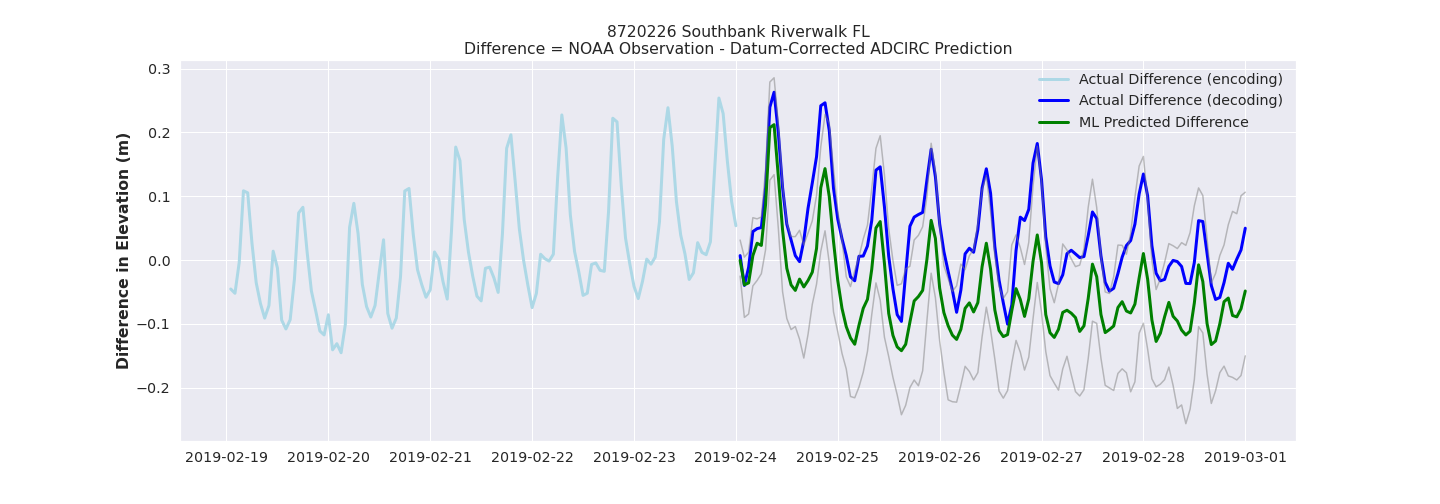 8720226 Southbank Riverwalk FL
Difference = NOAA Observation - Datum-Corrected ADCIRC Prediction
Difference in Elevation (m)
0.3
0.2
0.1
0.0
−0.1
−0.2
Actual Difference (encoding)
Actual Difference (decoding)
ML Predicted Difference
2019-02-19 2019-02-20 2019-02-21 2019-02-22 2019-02-23 2019-02-24 2019-02-25 2019-02-26 2019-02-27 2019-02-28 2019-03-01